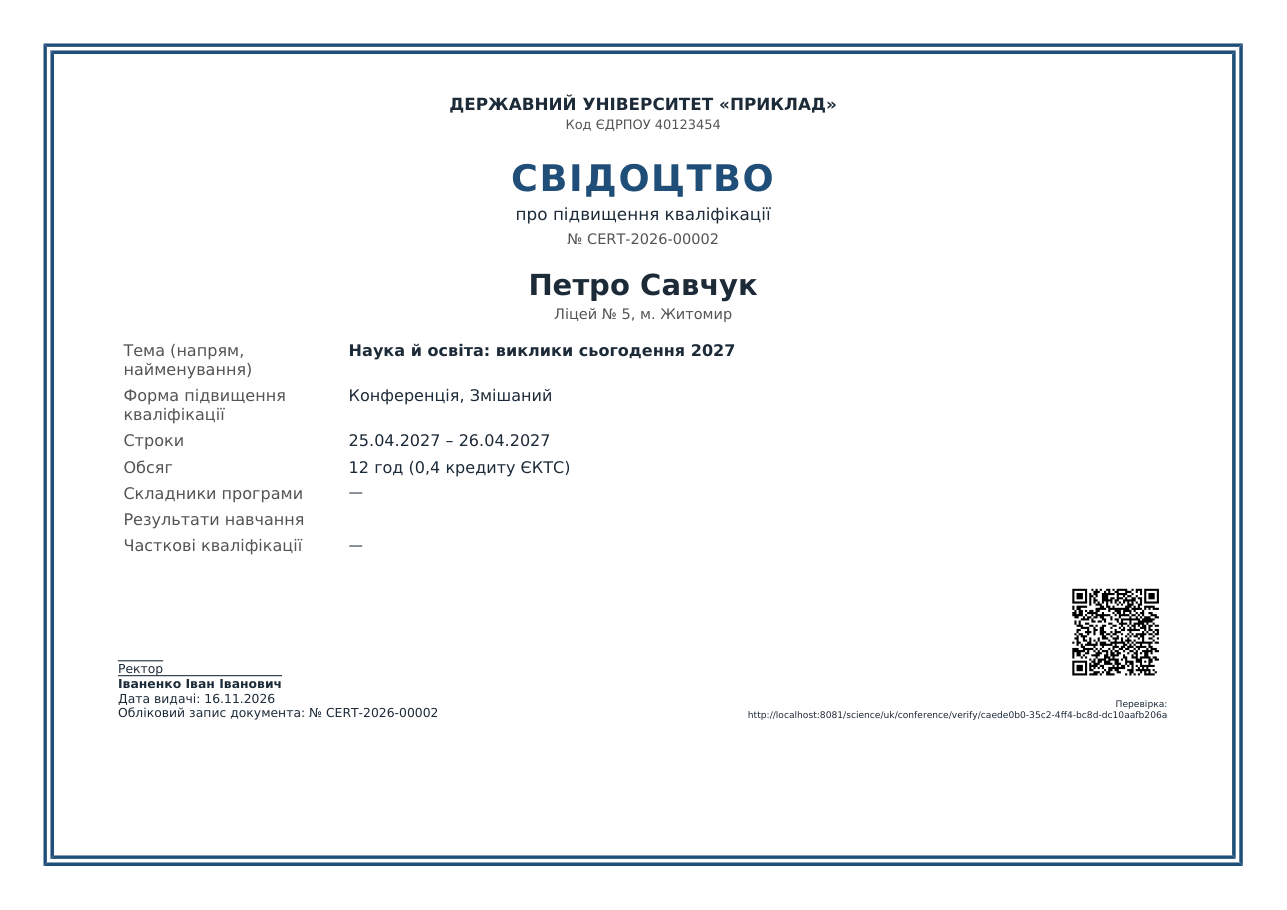 ДЕРЖАВНИЙ УНІВЕРСИТЕТ «ПРИКЛАД»
Код ЄДРПОУ 40123454
СВІДОЦТВО
про підвищення кваліфікації
№ CERT-2026-00002
Петро Савчук
Ліцей № 5, м. Житомир
Тема (напрям,
найменування)
Наука й освіта: виклики сьогодення 2027
Форма підвищення
кваліфікації
Конференція, Змішаний
Строки
25.04.2027 – 26.04.2027
Обсяг
12 год (0,4 кредиту ЄКТС)
Складники програми
—
Результати навчання
Часткові кваліфікації
—
Ректор
Іваненко Іван Іванович
Дата видачі: 16.11.2026
Обліковий запис документа: № CERT-2026-00002
Перевірка:
http://localhost:8081/science/uk/conference/verify/caede0b0-35c2-4ff4-bc8d-dc10aafb206a